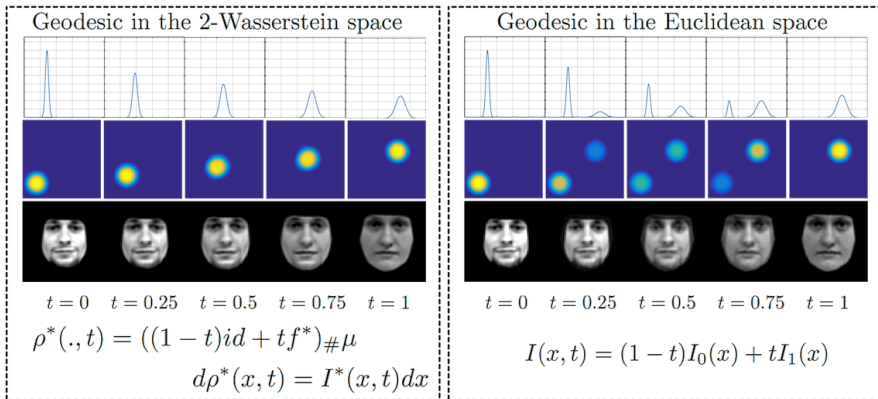 Geodesic in the 2-Wasserstein space
t = 0 t = 0.25 t = 0.5 t = 0.75 t = 1
ρ*(., t) = ((1 − t)id + tf*)#μ
dρ*(x, t) = I*(x, t)dx
Geodesic in the Euclidean space
t = 0 t = 0.25 t = 0.5 t = 0.75 t = 1
I(x, t) = (1 − t)I₀(x) + tI₁(x)